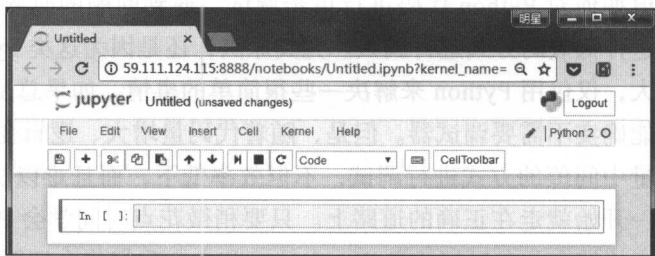 明星
Untitled
59.111.124.115:8888/notebooks/Untitled.ipynb?kernel_name=
jupyter Untitled (unsaved changes)
Logout
File Edit View Insert Cell Kernel Help
Python 2
Code
CellToolbar
In [ ]: